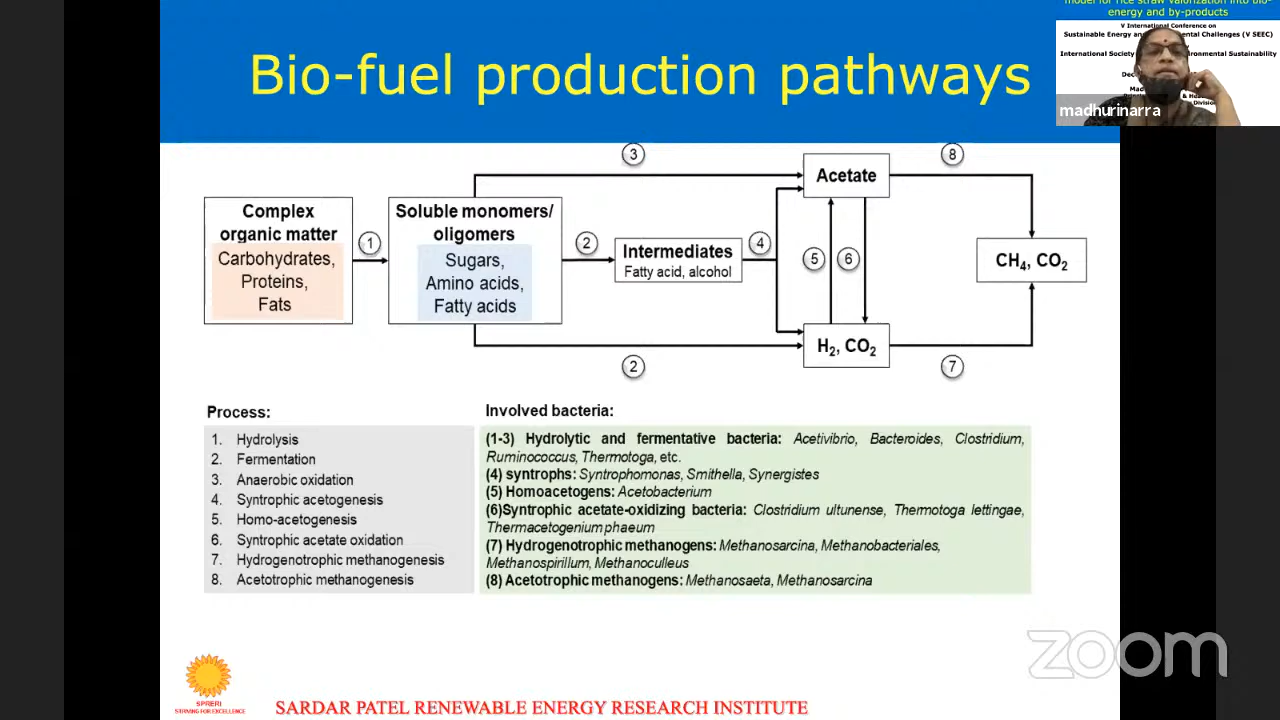 Bio-fuel production pathways
model for rice straw valorization into bio-
energy and by-products
V International Conference on
Sustainable Energy and Environmental Challenges (V SEEC)
International Society Environmental Sustainability
Division
madhurinarra
3
8
Acetate
Complex
organic matter
Carbohydrates,
Proteins,
Fats
1
Soluble monomers/
oligomers
Sugars,
Amino acids,
Fatty acids
2
Intermediates
Fatty acid, alcohol
4
5
6
CH4, CO2
H2, CO2
2
7
Process:
1. Hydrolysis
2. Fermentation
3. Anaerobic oxidation
4. Syntrophic acetogenesis
5. Homo-acetogenesis
6. Syntrophic acetate oxidation
7. Hydrogenotrophic methanogenesis
8. Acetotrophic methanogenesis
Involved bacteria:
(1-3) Hydrolytic and fermentative bacteria: Acetivibrio, Bacteroides, Clostridium,
Ruminococcus, Thermotoga, etc.
(4) syntrophs: Syntrophomonas, Smithella, Synergistes
(5) Homoacetogens: Acetobacterium
(6)Syntrophic acetate-oxidizing bacteria: Clostridium ultunense, Thermotoga lettingae,
Thermacetogenium phaeum
(7) Hydrogenotrophic methanogens: Methanosarcina, Methanobacteriales,
Methanospirillum, Methanoculleus
(8) Acetotrophic methanogens: Methanosaeta, Methanosarcina
zoom
SPRERI
STRIVING FOR EXCELLENCE
SARDAR PATEL RENEWABLE ENERGY RESEARCH INSTITUTE